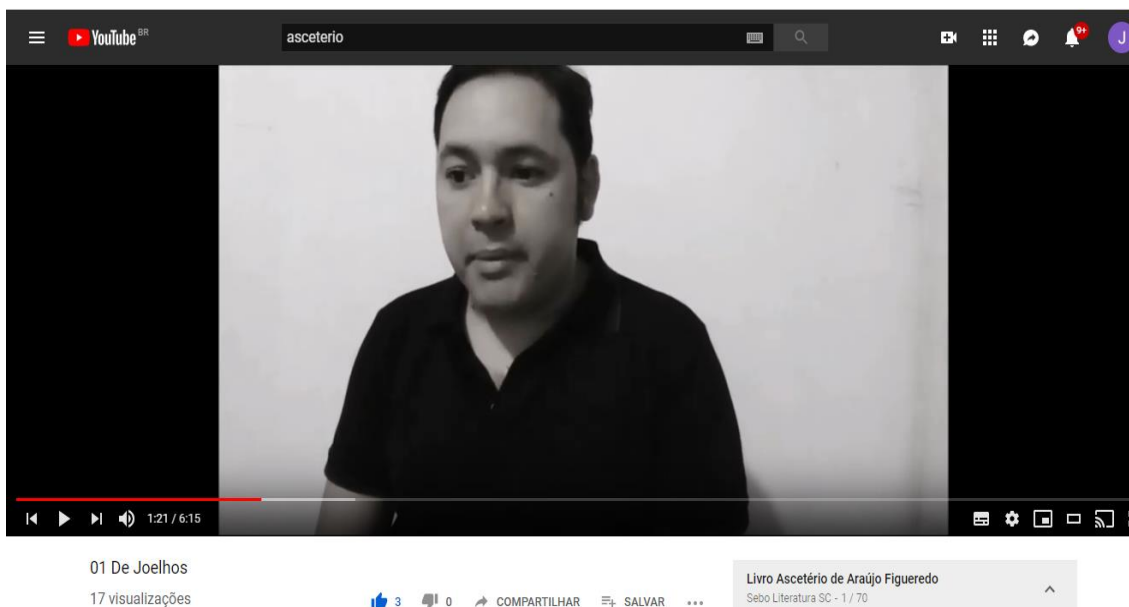 YouTube BR
asceterio
9+
J
1:21 / 6:15
01 De Joelhos
17 visualizações
3 0 COMPARTILHAR SALVAR
Livro Ascetério de Araújo Figueredo
Sebo Literatura SC - 1 / 70